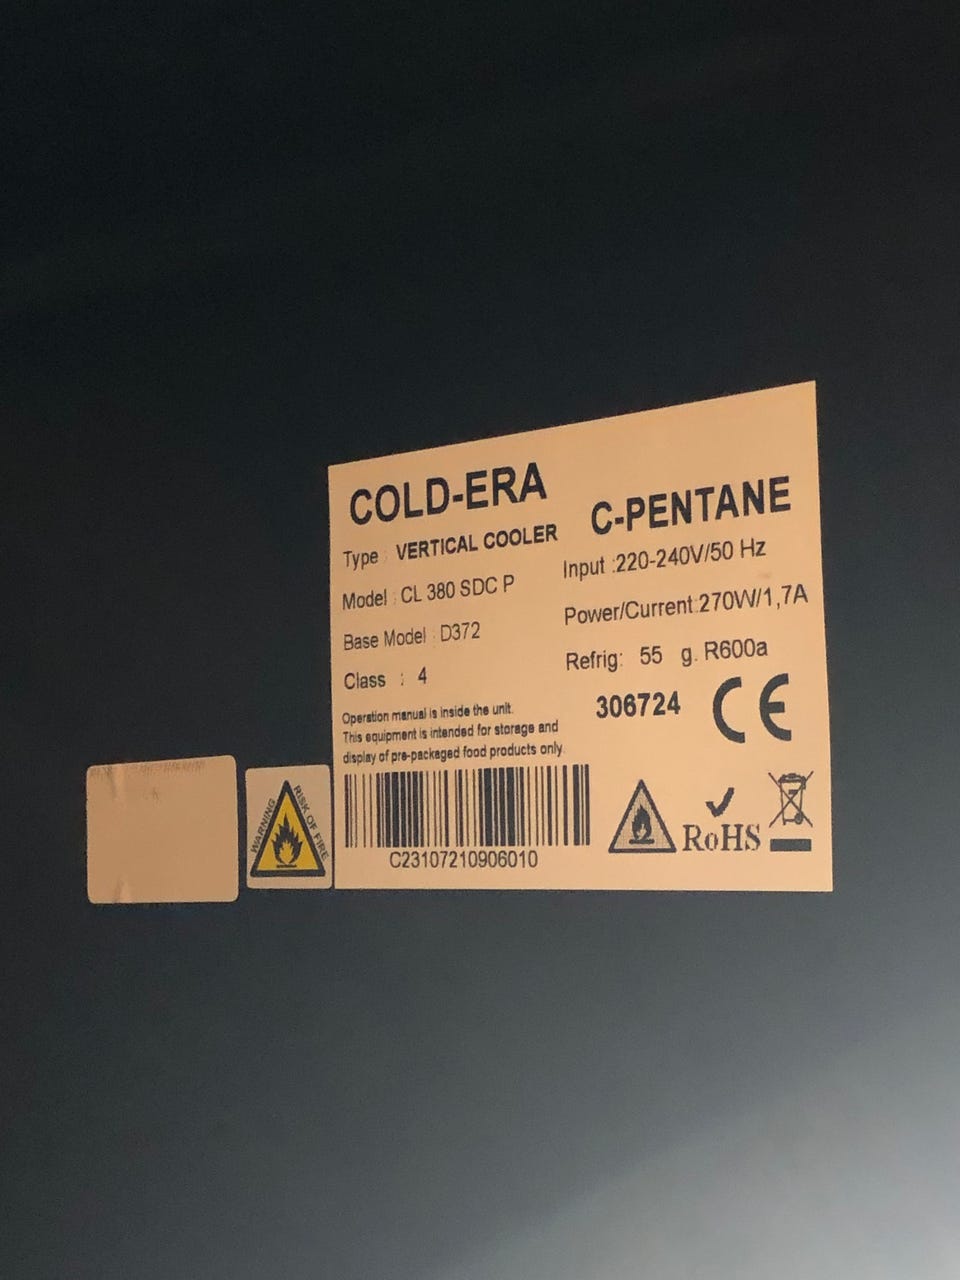 COLD-ERA
Type : VERTICAL COOLER
Model : CL 380 SDC P
Base Model : D372
Class : 4
Operation manual is inside the unit.
This equipment is intended for storage and
display of pre-packaged food products only.
C23107210906010
C-PENTANE
Input :220-240V/50 Hz
Power/Current:270W/1,7A
Refrig: 55 g. R600a
306724
CE
RoHS
WARNING
RISK OF FIRE